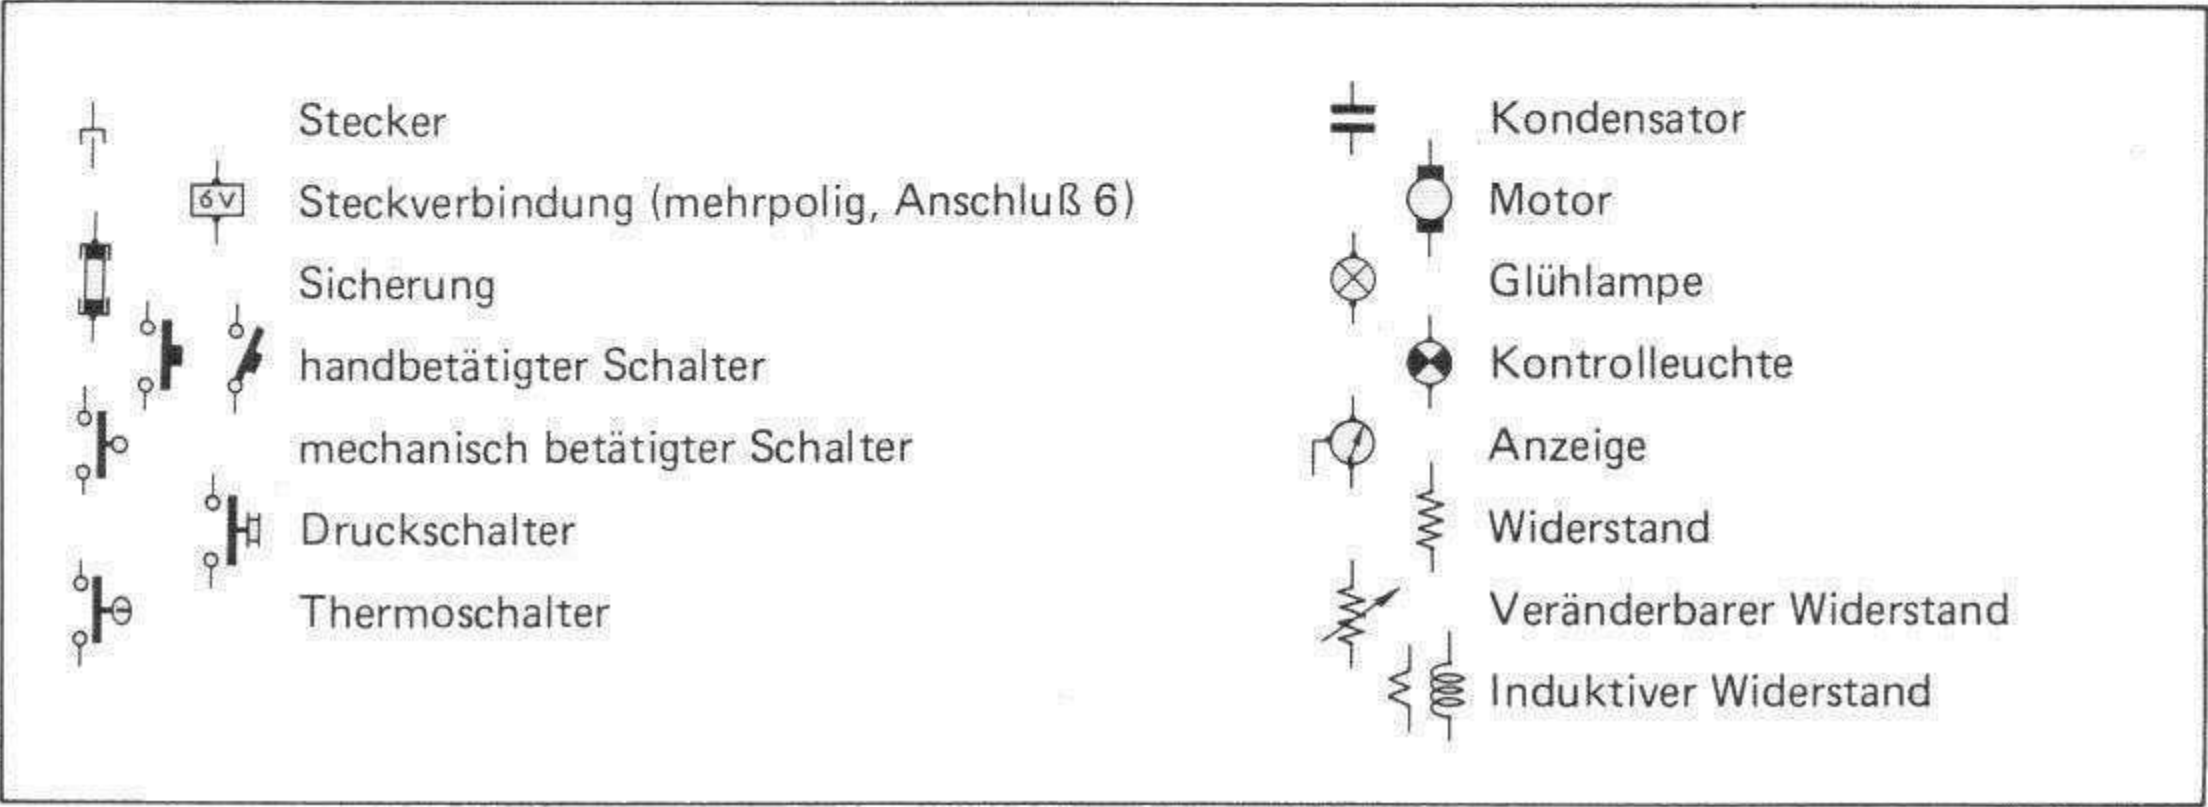 Stecker
6 V Steckverbindung (mehrpolig, Anschluß 6)
Sicherung
handbetätigter Schalter
mechanisch betätigter Schalter
Druckschalter
Thermoschalter
Kondensator
Motor
Glühlampe
Kontrolleuchte
Anzeige
Widerstand
Veränderbarer Widerstand
Induktiver Widerstand